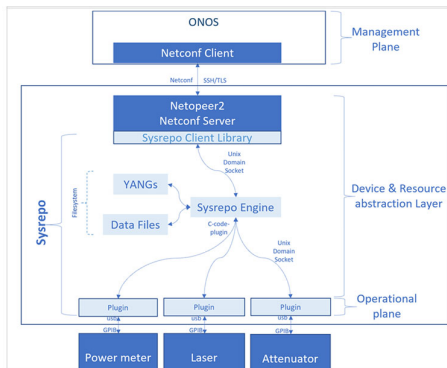 ONOS
Management
Plane
Netconf Client
Netconf
SSH/TLS
Netopeer2
Netconf Server
Sysrepo Client Library
Unix
Domain
Socket
Sysrepo
Filesystem
YANGs
Data Files
Sysrepo Engine
Device & Resource
abstraction Layer
C-code-
plugin
Unix
Domain
Socket
Plugin
Plugin
Plugin
Operational
plane
USB
USB
USB
GPIB
GPIB
GPIB
Power meter
Laser
Attenuator